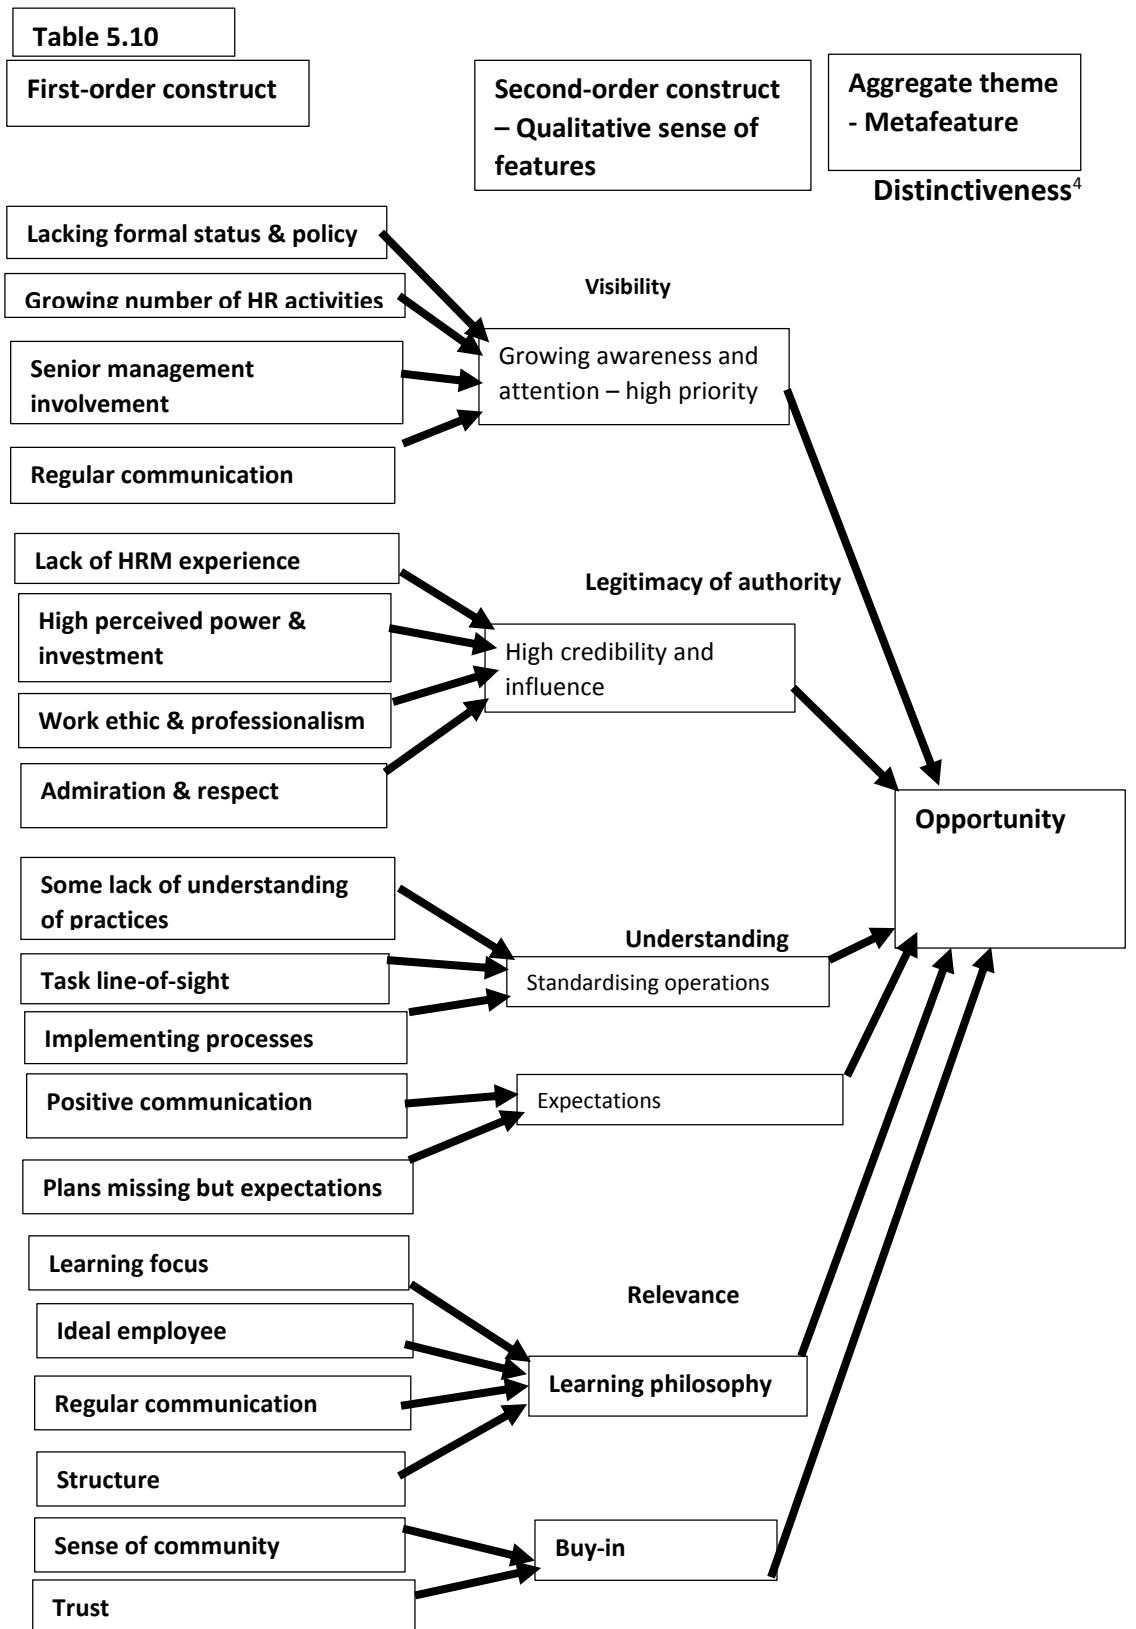 Table 5.10
First-order construct
Second-order construct
– Qualitative sense of
features
Aggregate theme
- Metafeature
Distinctiveness4
Lacking formal status & policy
Growing number of HR activities
Senior management
involvement
Regular communication
Visibility
Growing awareness and
attention – high priority
Lack of HRM experience
High perceived power &
investment
Work ethic & professionalism
Admiration & respect
Legitimacy of authority
High credibility and
influence
Opportunity
Some lack of understanding
of practices
Task line-of-sight
Implementing processes
Understanding
Standardising operations
Positive communication
Plans missing but expectations
Expectations
Learning focus
Ideal employee
Regular communication
Structure
Relevance
Learning philosophy
Sense of community
Trust
Buy-in